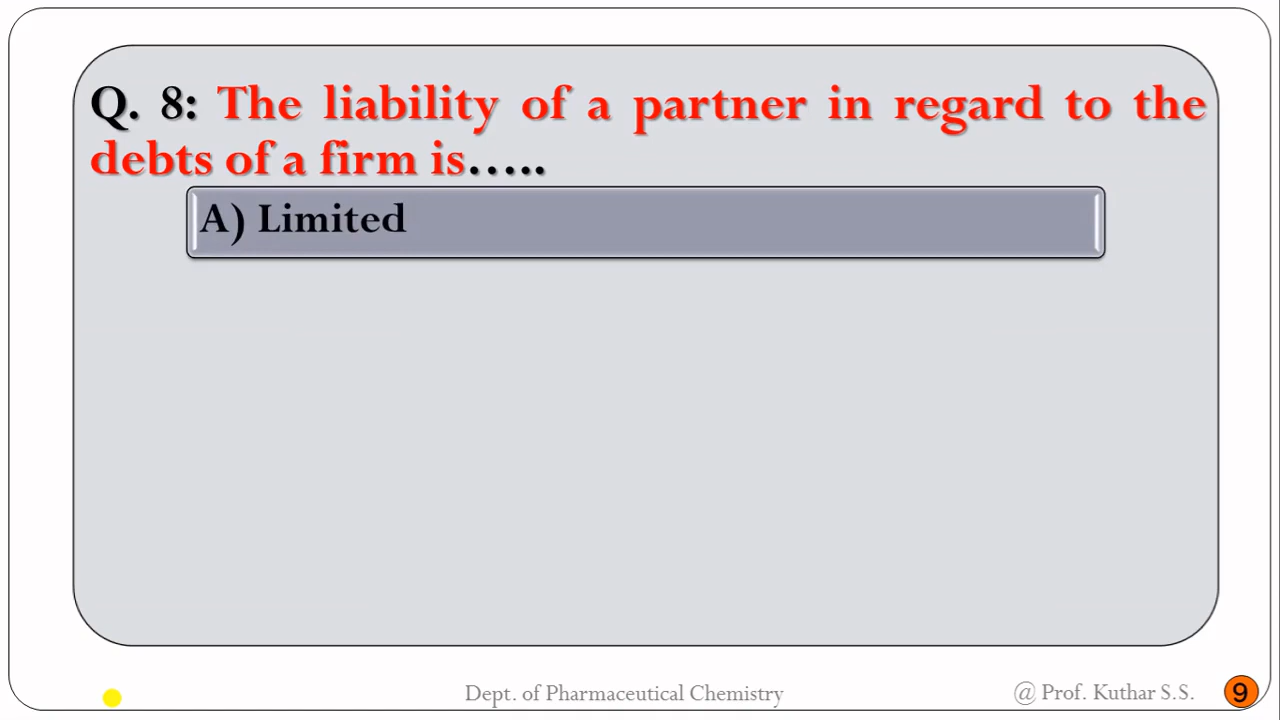 Q. 8: The liability of a partner in regard to the
debts of a firm is.....
A) Limited
Dept. of Pharmaceutical Chemistry
@ Prof. Kuthar S.S.
9